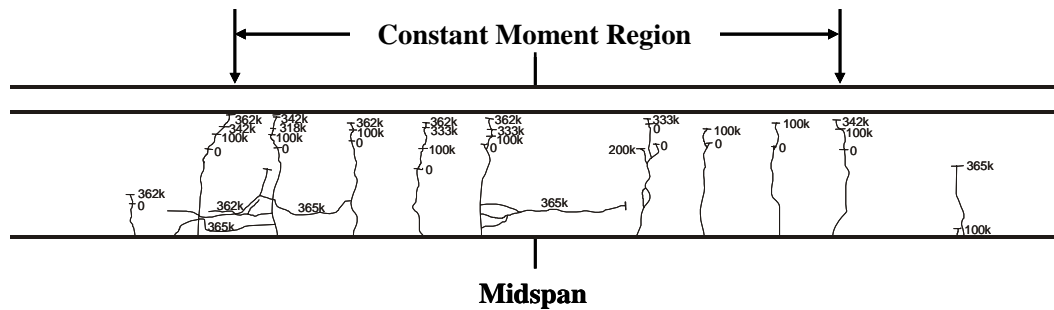 Constant Moment Region
362k 342k 362k 333k
342k 318k 362k 362k 333k 0 100k 100k 342k
100k 100k 100k 333k 100k 100k
0 0 0 100k 0 200k 0 0 0 0
0 365k
362k
0 362k 365k 365k
365k 100k
Midspan